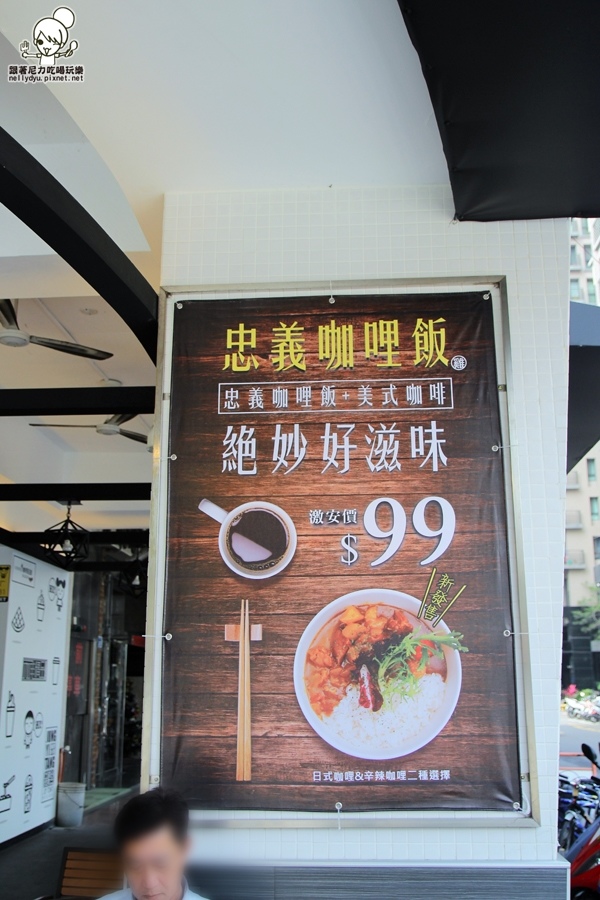 跟著尼力吃喝玩樂
nellydyu.pixnet.net
忠義咖哩飯
雞
忠義咖哩飯+美式咖啡
絕妙好滋味
激安價
$99
新發售
日式咖哩&辛辣咖哩二種選擇